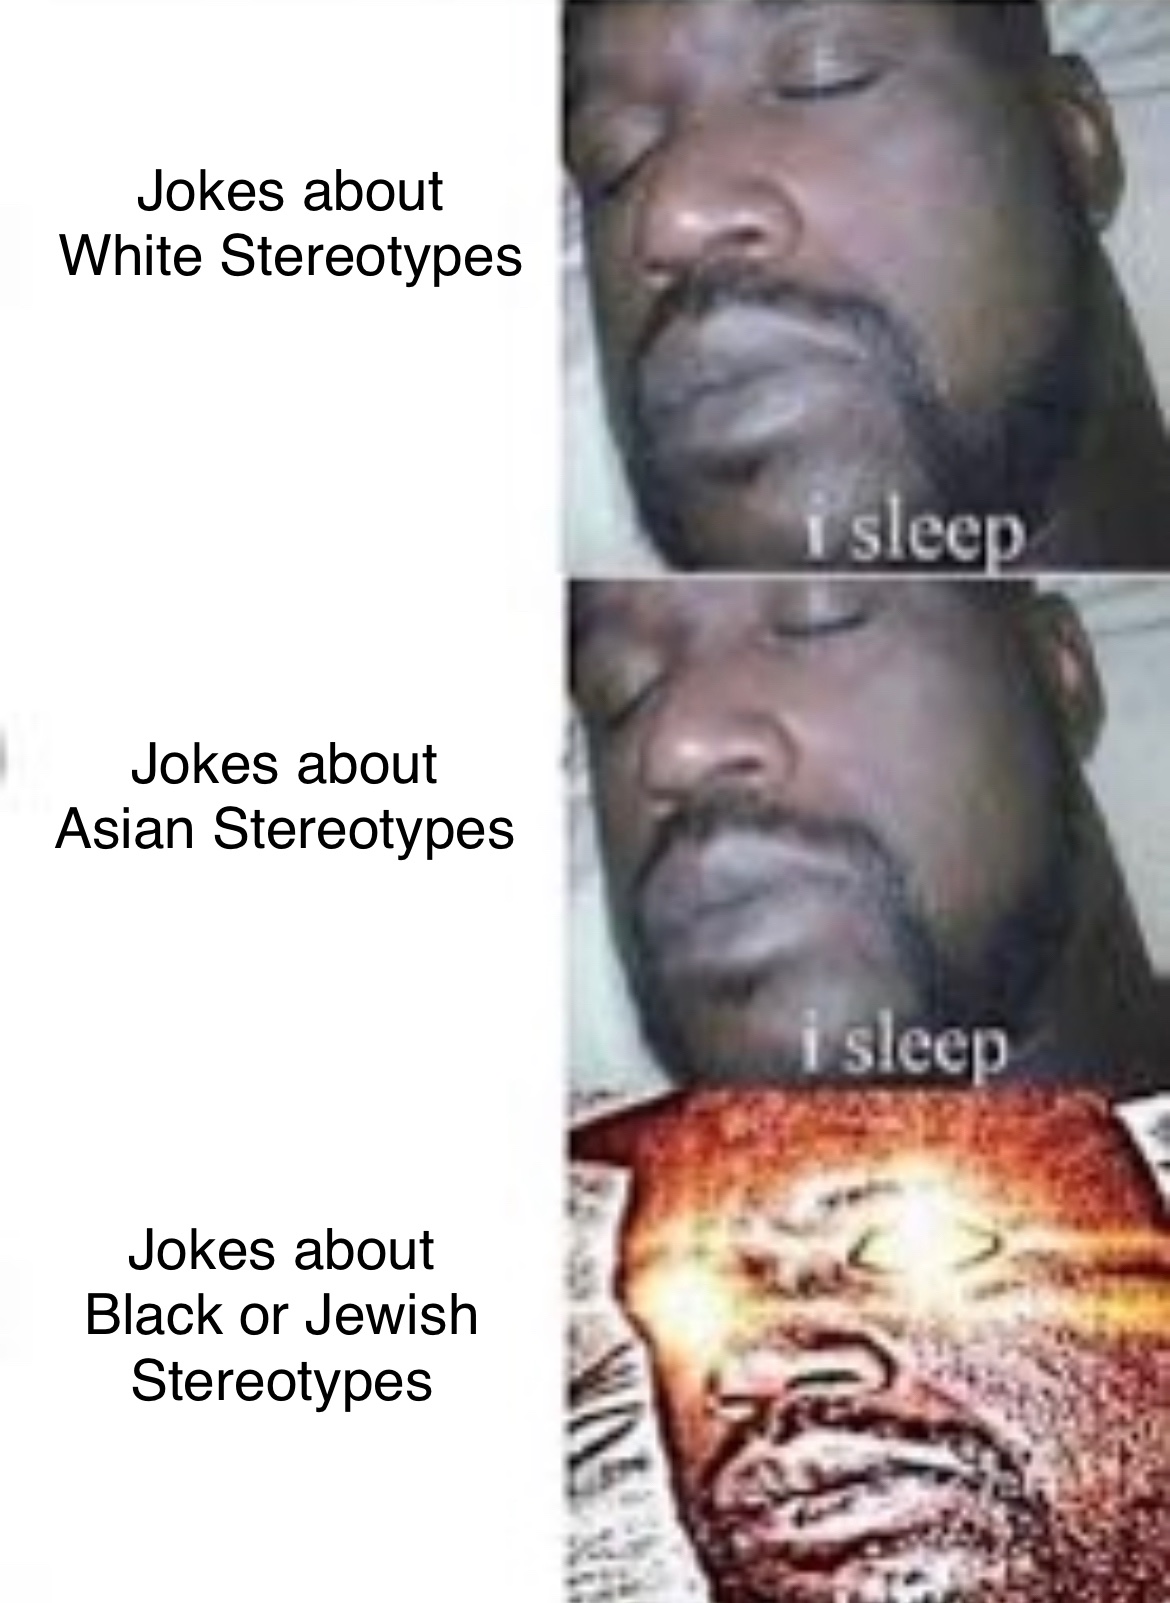 Jokes about
White Stereotypes
i sleep
Jokes about
Asian Stereotypes
i sleep
Jokes about
Black or Jewish
Stereotypes